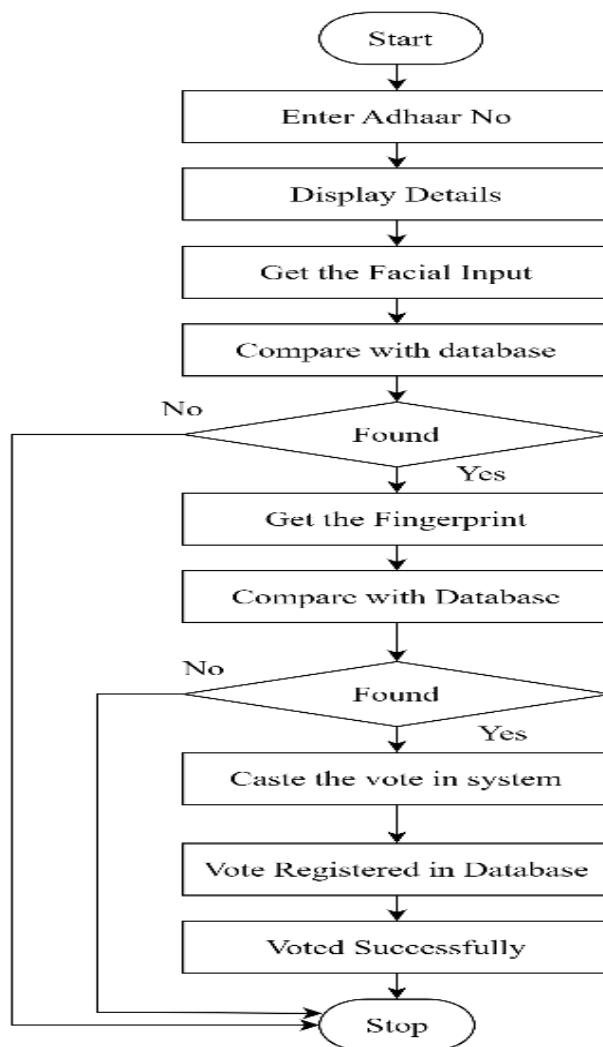 Start
Enter Adhaar No
Display Details
Get the Facial Input
Compare with database
No
Found
Yes
Get the Fingerprint
Compare with Database
No
Found
Yes
Caste the vote in system
Vote Registered in Database
Voted Successfully
Stop